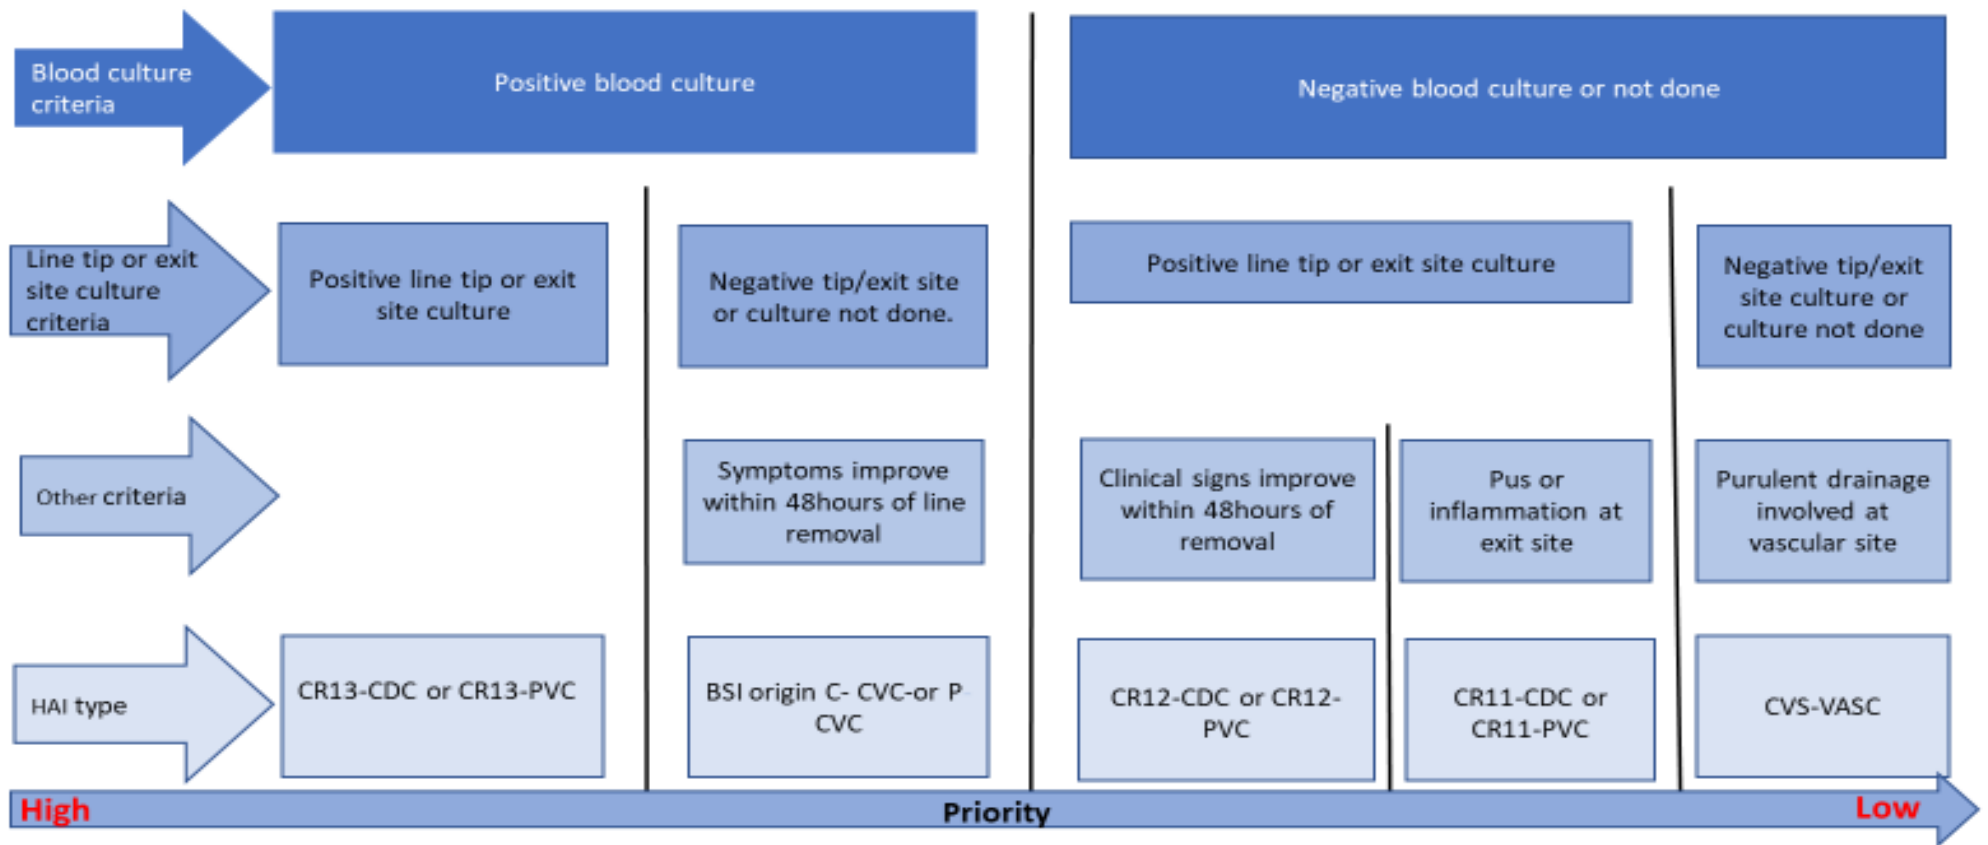 Blood culture
criteria
Positive blood culture
Negative blood culture or not done
Line tip or exit
site culture
criteria
Positive line tip or exit
site culture
Negative tip/exit site
or culture not done.
Positive line tip or exit site culture
Negative tip/exit
site culture or
culture not done
Other criteria
Symptoms improve
within 48hours of line
removal
Clinical signs improve
within 48hours of
removal
Pus or
inflammation at
exit site
Purulent drainage
involved at
vascular site
HAI type
CR13-CDC or CR13-PVC
BSI origin C- CVC-or P-
CVC
CR12-CDC or CR12-
PVC
CR11-CDC or
CR11-PVC
CVS-VASC
High
Priority
Low